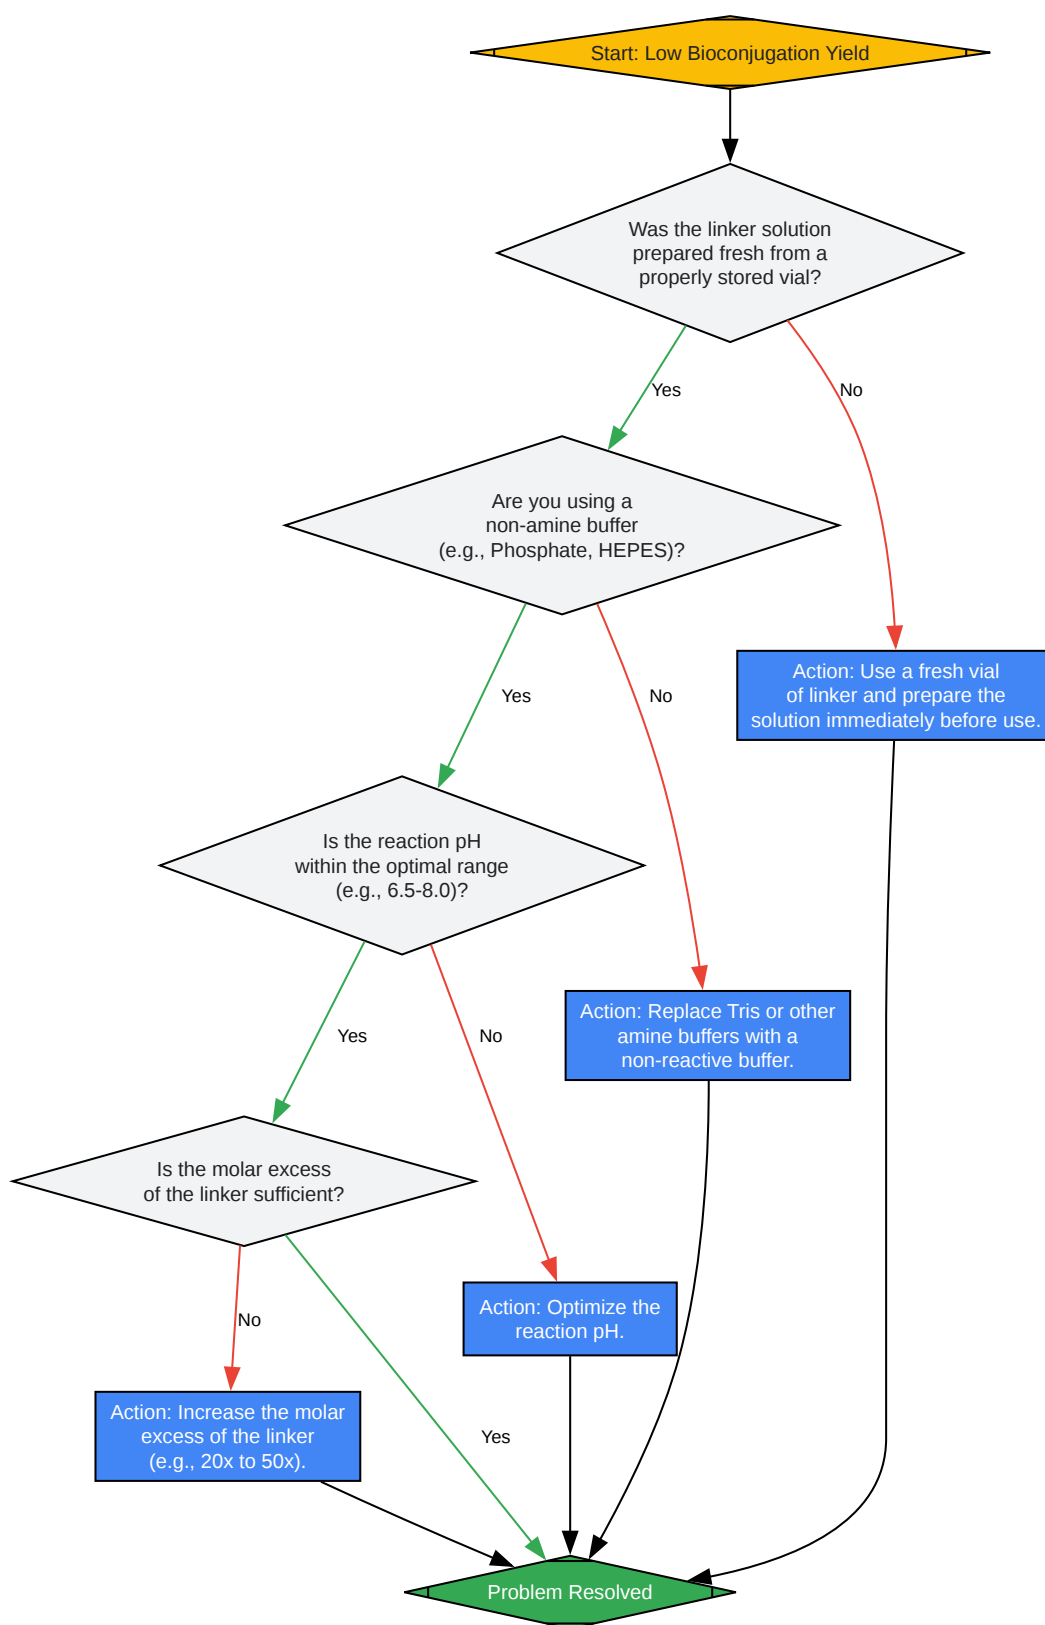 Start: Low Bioconjugation Yield
Was the linker solution
prepared fresh from a
properly stored vial?
Yes
No
Are you using a
non-amine buffer
(e.g., Phosphate, HEPES)?
Yes
No
Action: Use a fresh vial
of linker and prepare the
solution immediately before use.
Is the reaction pH
within the optimal range
(e.g., 6.5-8.0)?
Yes
No
Action: Replace Tris or other
amine buffers with a
non-reactive buffer.
Is the molar excess
of the linker sufficient?
No
Yes
Action: Optimize the
reaction pH.
Action: Increase the molar
excess of the linker
(e.g., 20x to 50x).
Problem Resolved